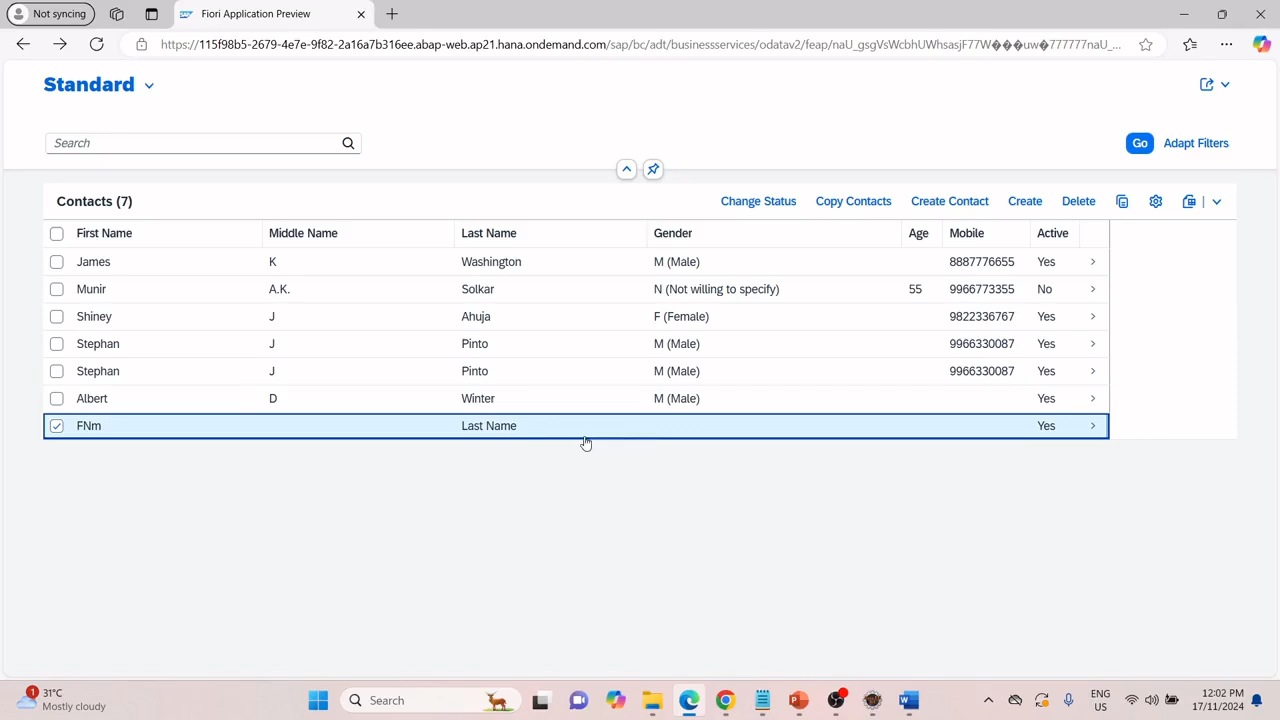 Not syncing
SAP
Fiori Application Preview
https://115f98b5-2679-4e7e-9f82-2a16a7b316ee.abap-web.ap21.hana.ondemand.com/sap/bc/adt/businessservices/odatav2/feap/naU_gsgVsWcbhUWhsasjF77W���uw�777777naU_...
Standard
Search
Go
Adapt Filters
Contacts (7)
Change Status
Copy Contacts
Create Contact
Create
Delete
First Name Middle Name Last Name Gender Age Mobile Active
James K Washington M (Male) 8887776655 Yes
Munir A.K. Solkar N (Not willing to specify) 55 9966773355 No
Shiney J Ahuja F (Female) 9822336767 Yes
Stephan J Pinto M (Male) 9966330087 Yes
Stephan J Pinto M (Male) 9966330087 Yes
Albert D Winter M (Male) Yes
FNm Last Name Yes
1
31°C
Mostly cloudy
Search
ENG
US
12:02 PM
17/11/2024